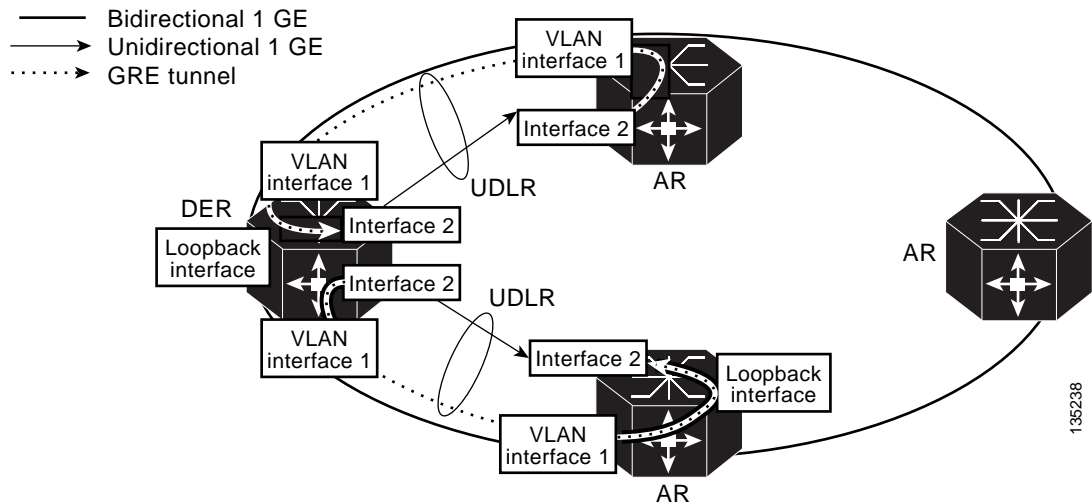 Bidirectional 1 GE
Unidirectional 1 GE
GRE tunnel
VLAN
interface 1
Interface 2
AR
UDLR
VLAN
interface 1
DER
Interface 2
Loopback
interface
Interface 2
VLAN
interface 1
UDLR
AR
Interface 2
Loopback
interface
VLAN
interface 1
AR
135238